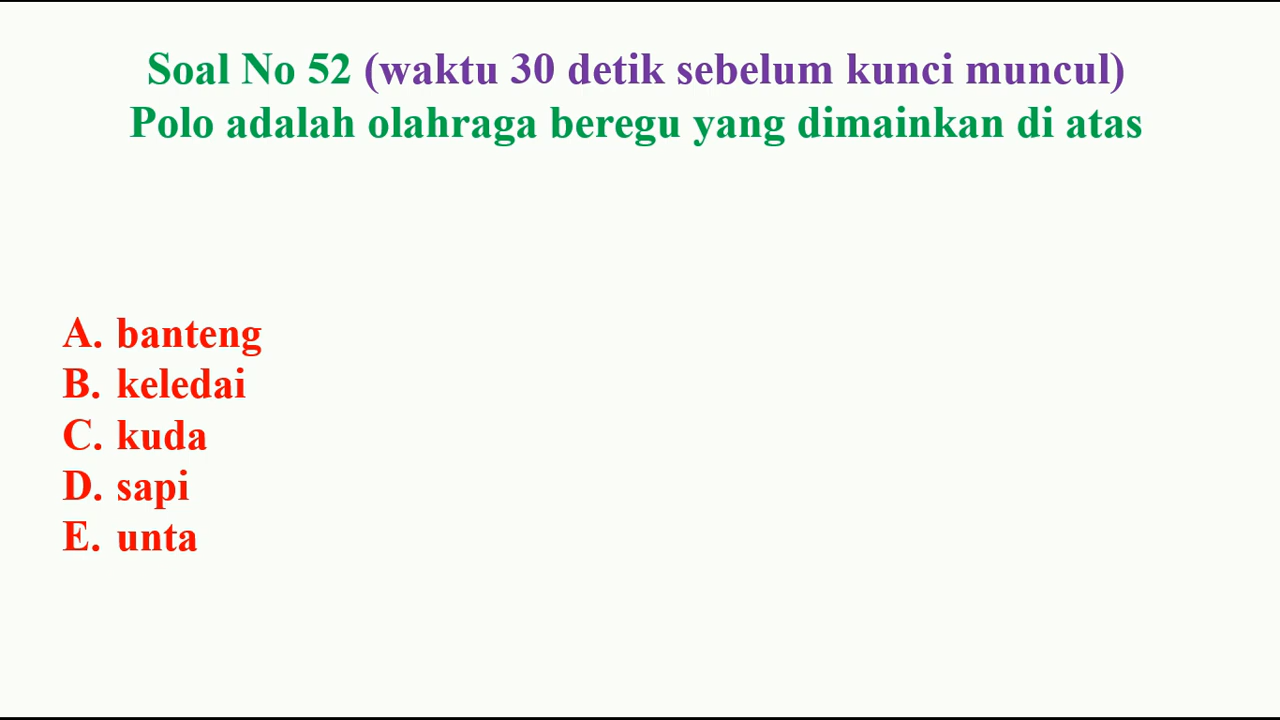 Soal No 52 (waktu 30 detik sebelum kunci muncul)
Polo adalah olahraga beregu yang dimainkan di atas
A. banteng
B. keledai
C. kuda
D. sapi
E. unta